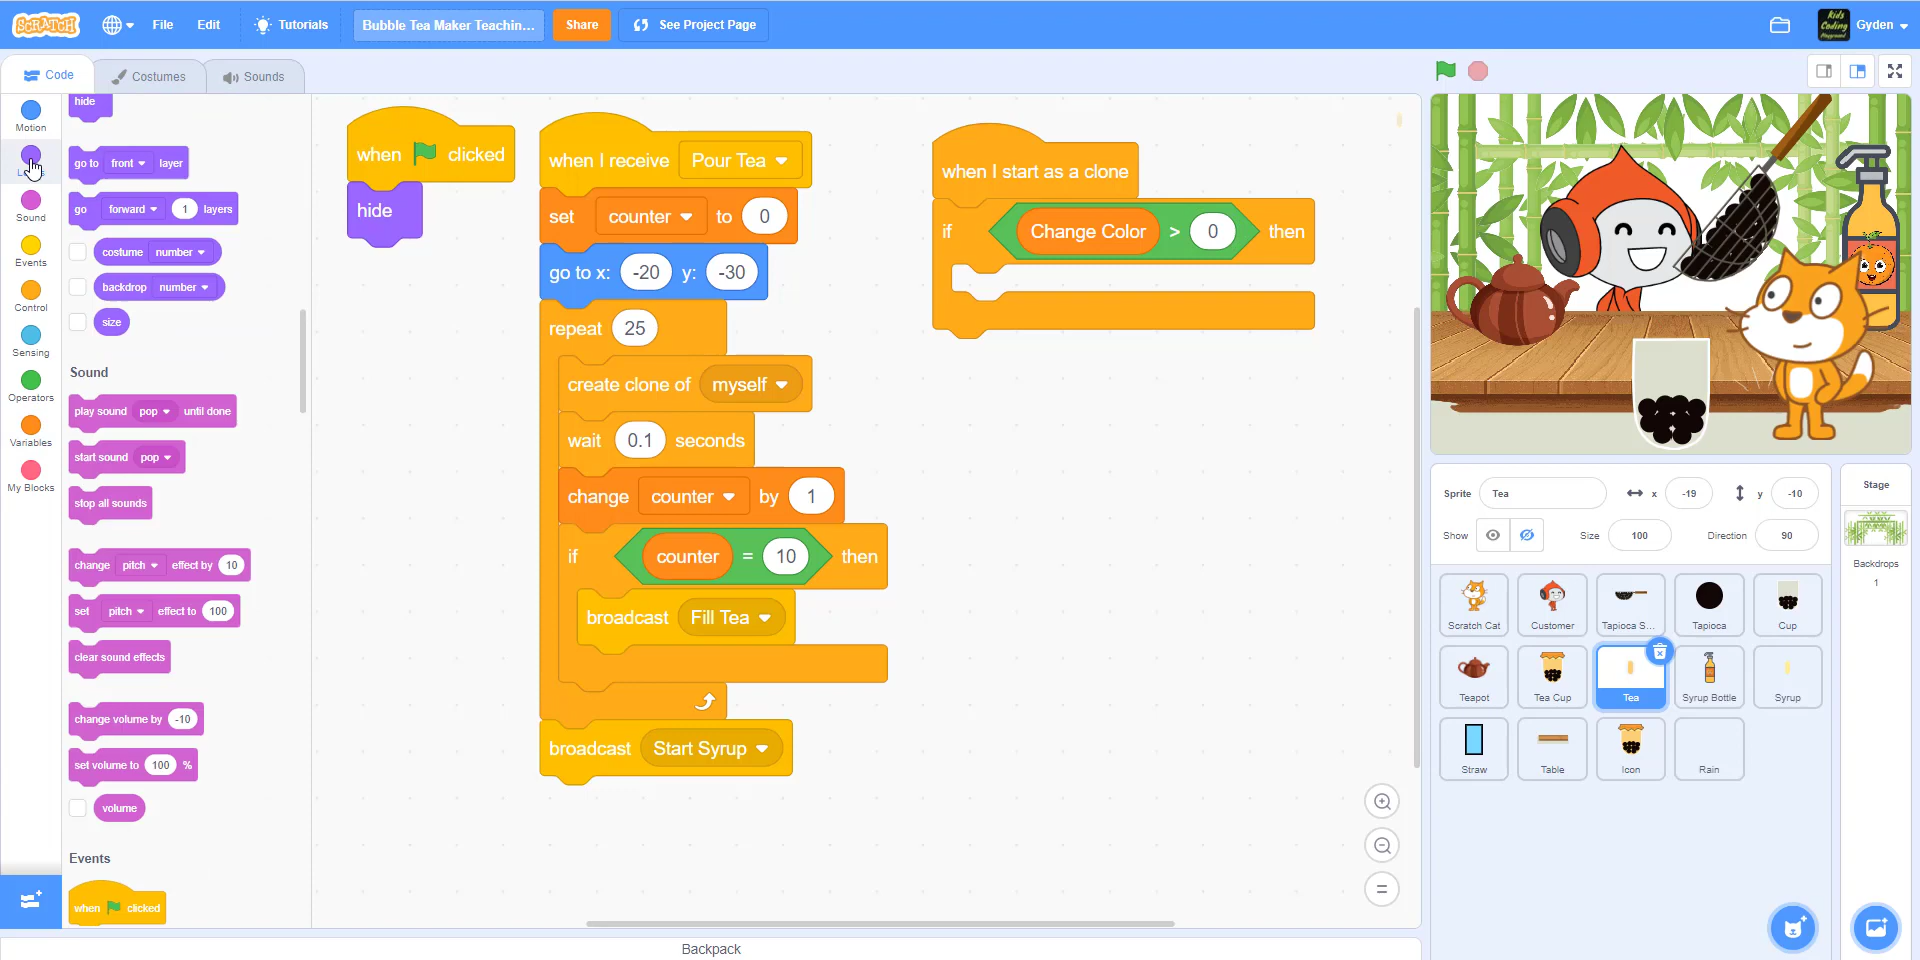 SCRATCH
File
Edit
Tutorials
Bubble Tea Maker Teachin...
Share
See Project Page
Kids Coding Playground
Gyden
Code
Costumes
Sounds
Motion
Sound
Events
Control
Sensing
Operators
Variables
My Blocks
hide
go to front layer
go forward 1 layers
costume number
backdrop number
size
Sound
play sound pop until done
start sound pop
stop all sounds
change pitch effect by 10
set pitch effect to 100
clear sound effects
change volume by -10
set volume to 100 %
volume
Events
when clicked
when clicked
hide
when I receive Pour Tea
set counter to 0
go to x: -20 y: -30
repeat 25
create clone of myself
wait 0.1 seconds
change counter by 1
if counter = 10 then
broadcast Fill Tea
broadcast Start Syrup
when I start as a clone
if Change Color > 0 then
Sprite Tea x -19 y -10
Show Size 100 Direction 90
Scratch Cat
Customer
Tapioca S...
Tapioca
Cup
Teapot
Tea Cup
Tea
Syrup Bottle
Syrup
Straw
Table
Icon
Rain
Stage
Backdrops
1
Backpack